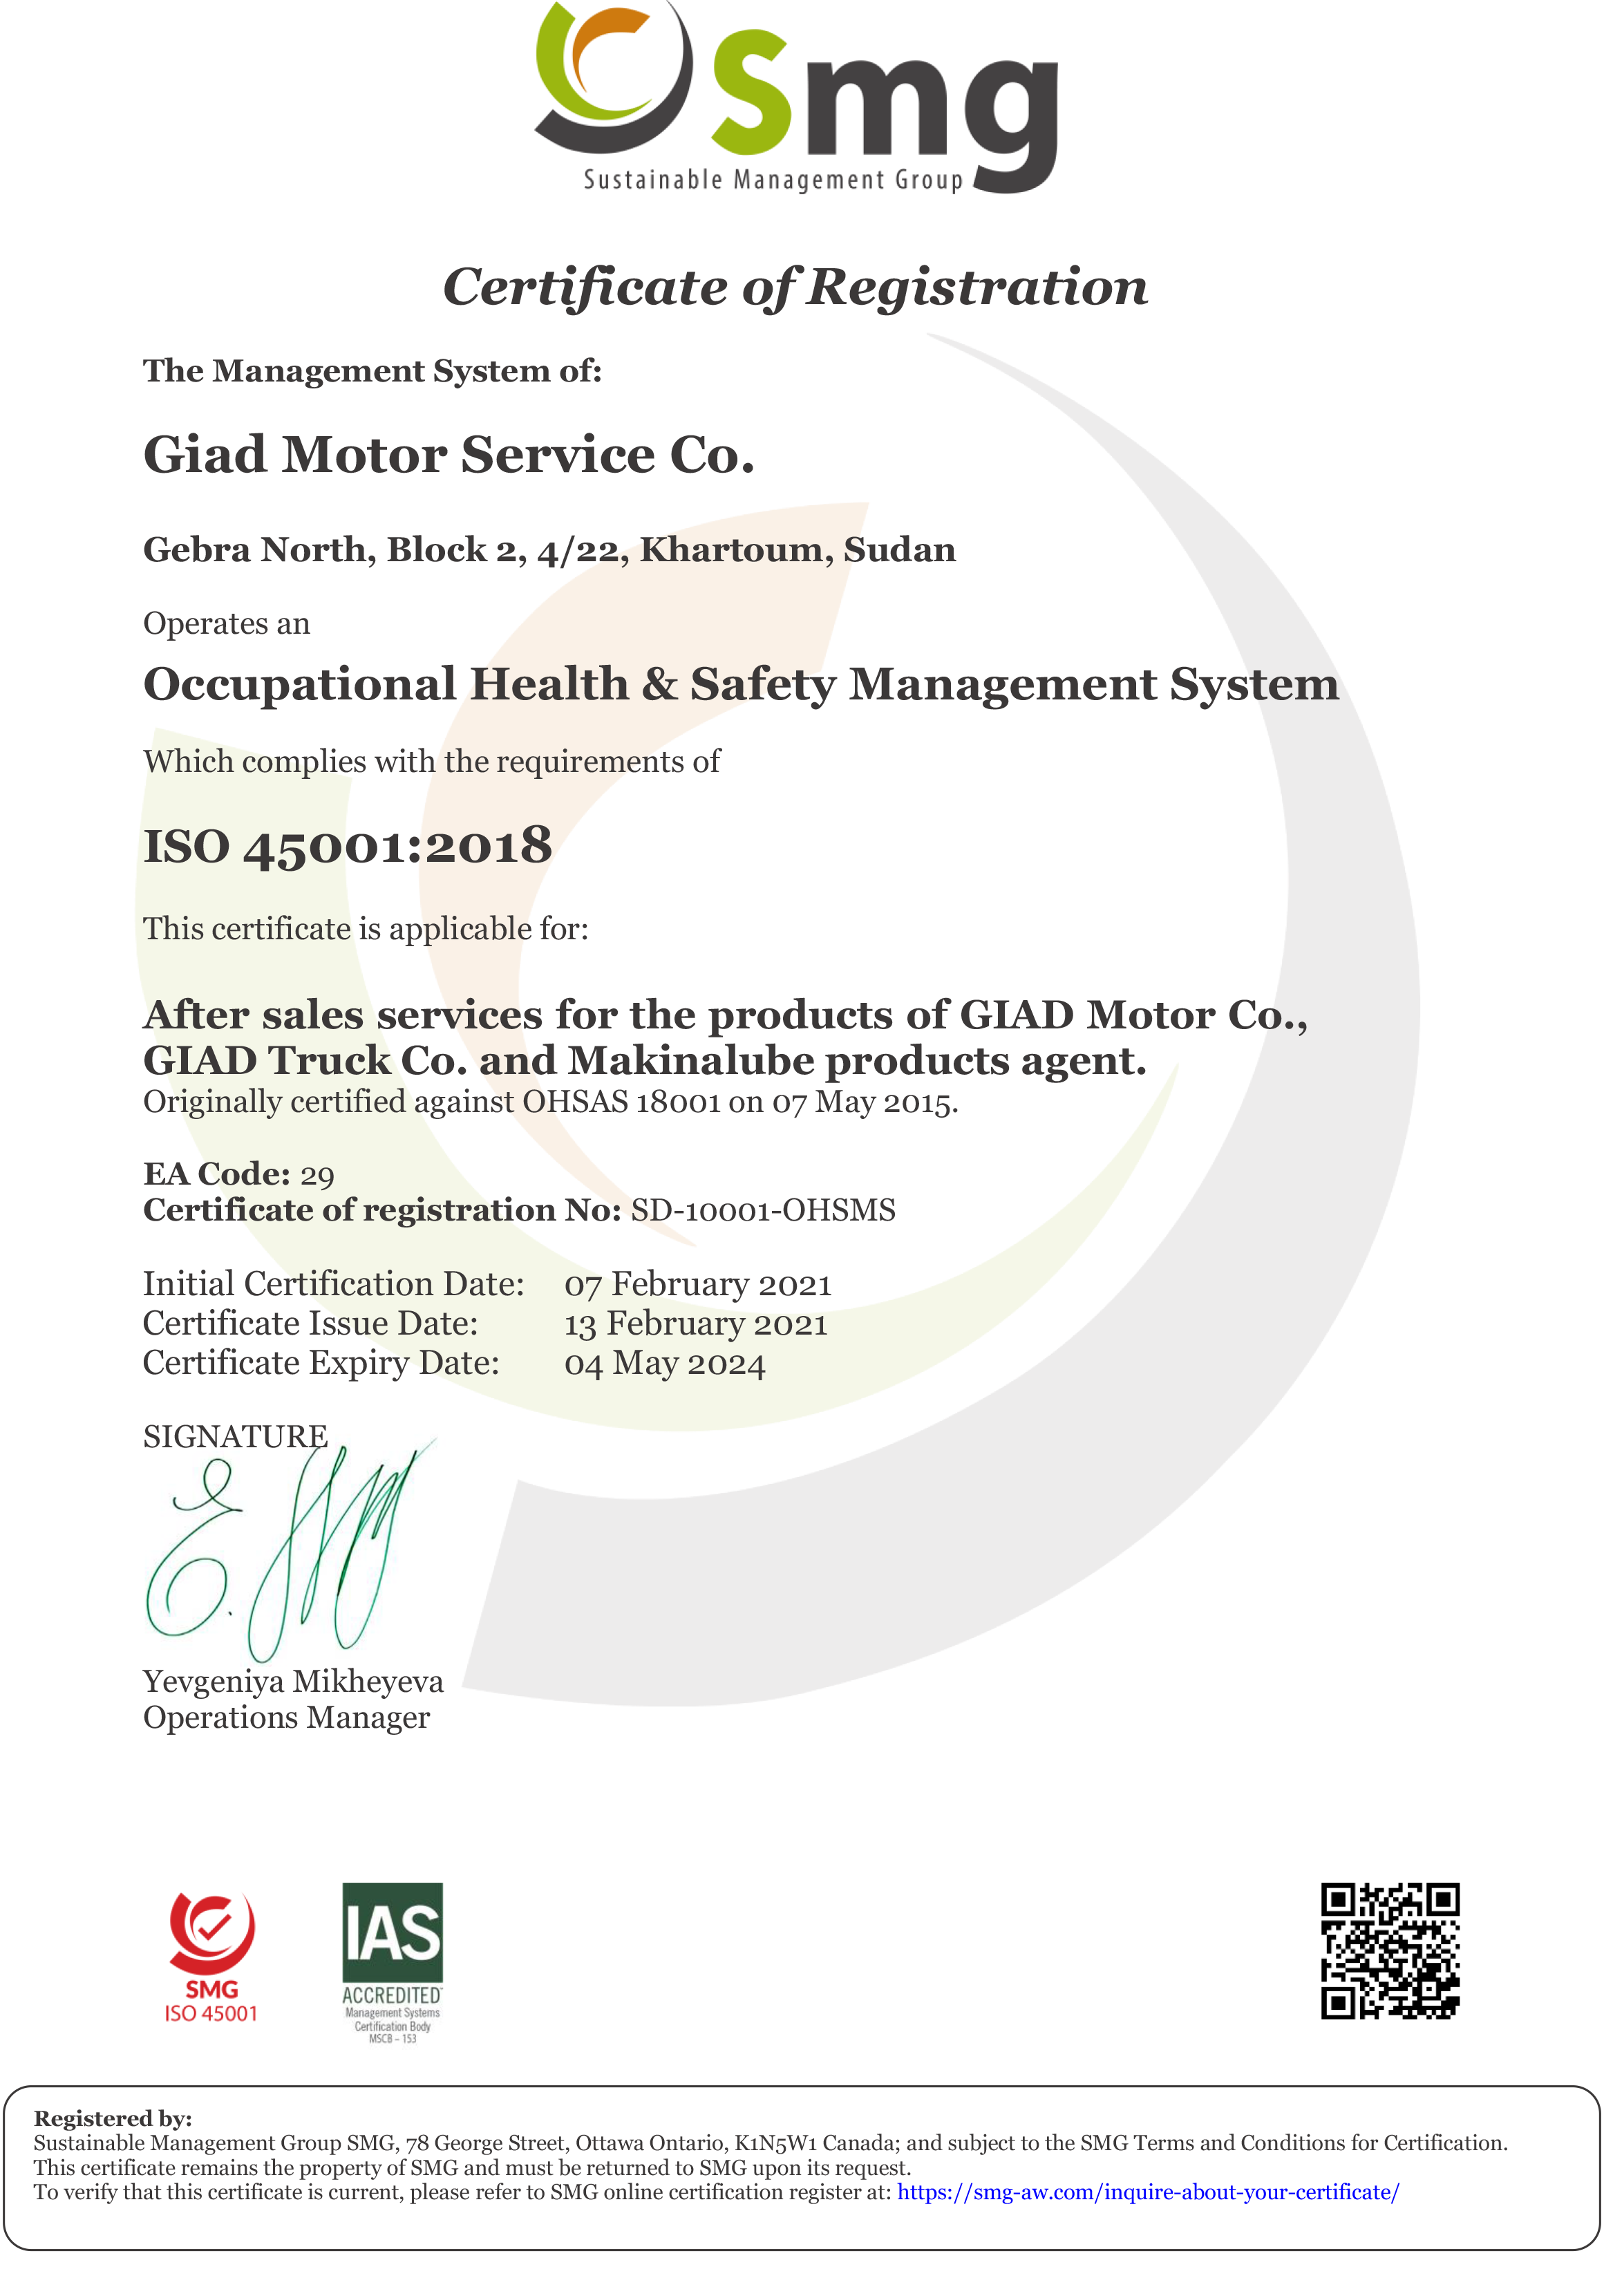 Smg
Sustainable Management Group
Certificate of Registration
The Management System of:
Giad Motor Service Co.
Gebra North, Block 2, 4/22, Khartoum, Sudan
Operates an
Occupational Health & Safety Management System
Which complies with the requirements of
ISO 45001:2018
This certificate is applicable for:
After sales services for the products of GIAD Motor Co.,
GIAD Truck Co. and Makinalube products agent.
Originally certified against OHSAS 18001 on 07 May 2015.
EA Code: 29
Certificate of registration No: SD-10001-OHSMS
Initial Certification Date: 07 February 2021
Certificate Issue Date: 13 February 2021
Certificate Expiry Date: 04 May 2024
SIGNATURE
Yevgeniya Mikheyeva
Operations Manager
SMG
ISO 45001
IAS
ACCREDITED
Management Systems
Certification Body
MSCB – 153
Registered by:
Sustainable Management Group SMG, 78 George Street, Ottawa Ontario, K1N5W1 Canada; and subject to the SMG Terms and Conditions for Certification.
This certificate remains the property of SMG and must be returned to SMG upon its request.
To verify that this certificate is current, please refer to SMG online certification register at: https://smg-aw.com/inquire-about-your-certificate/